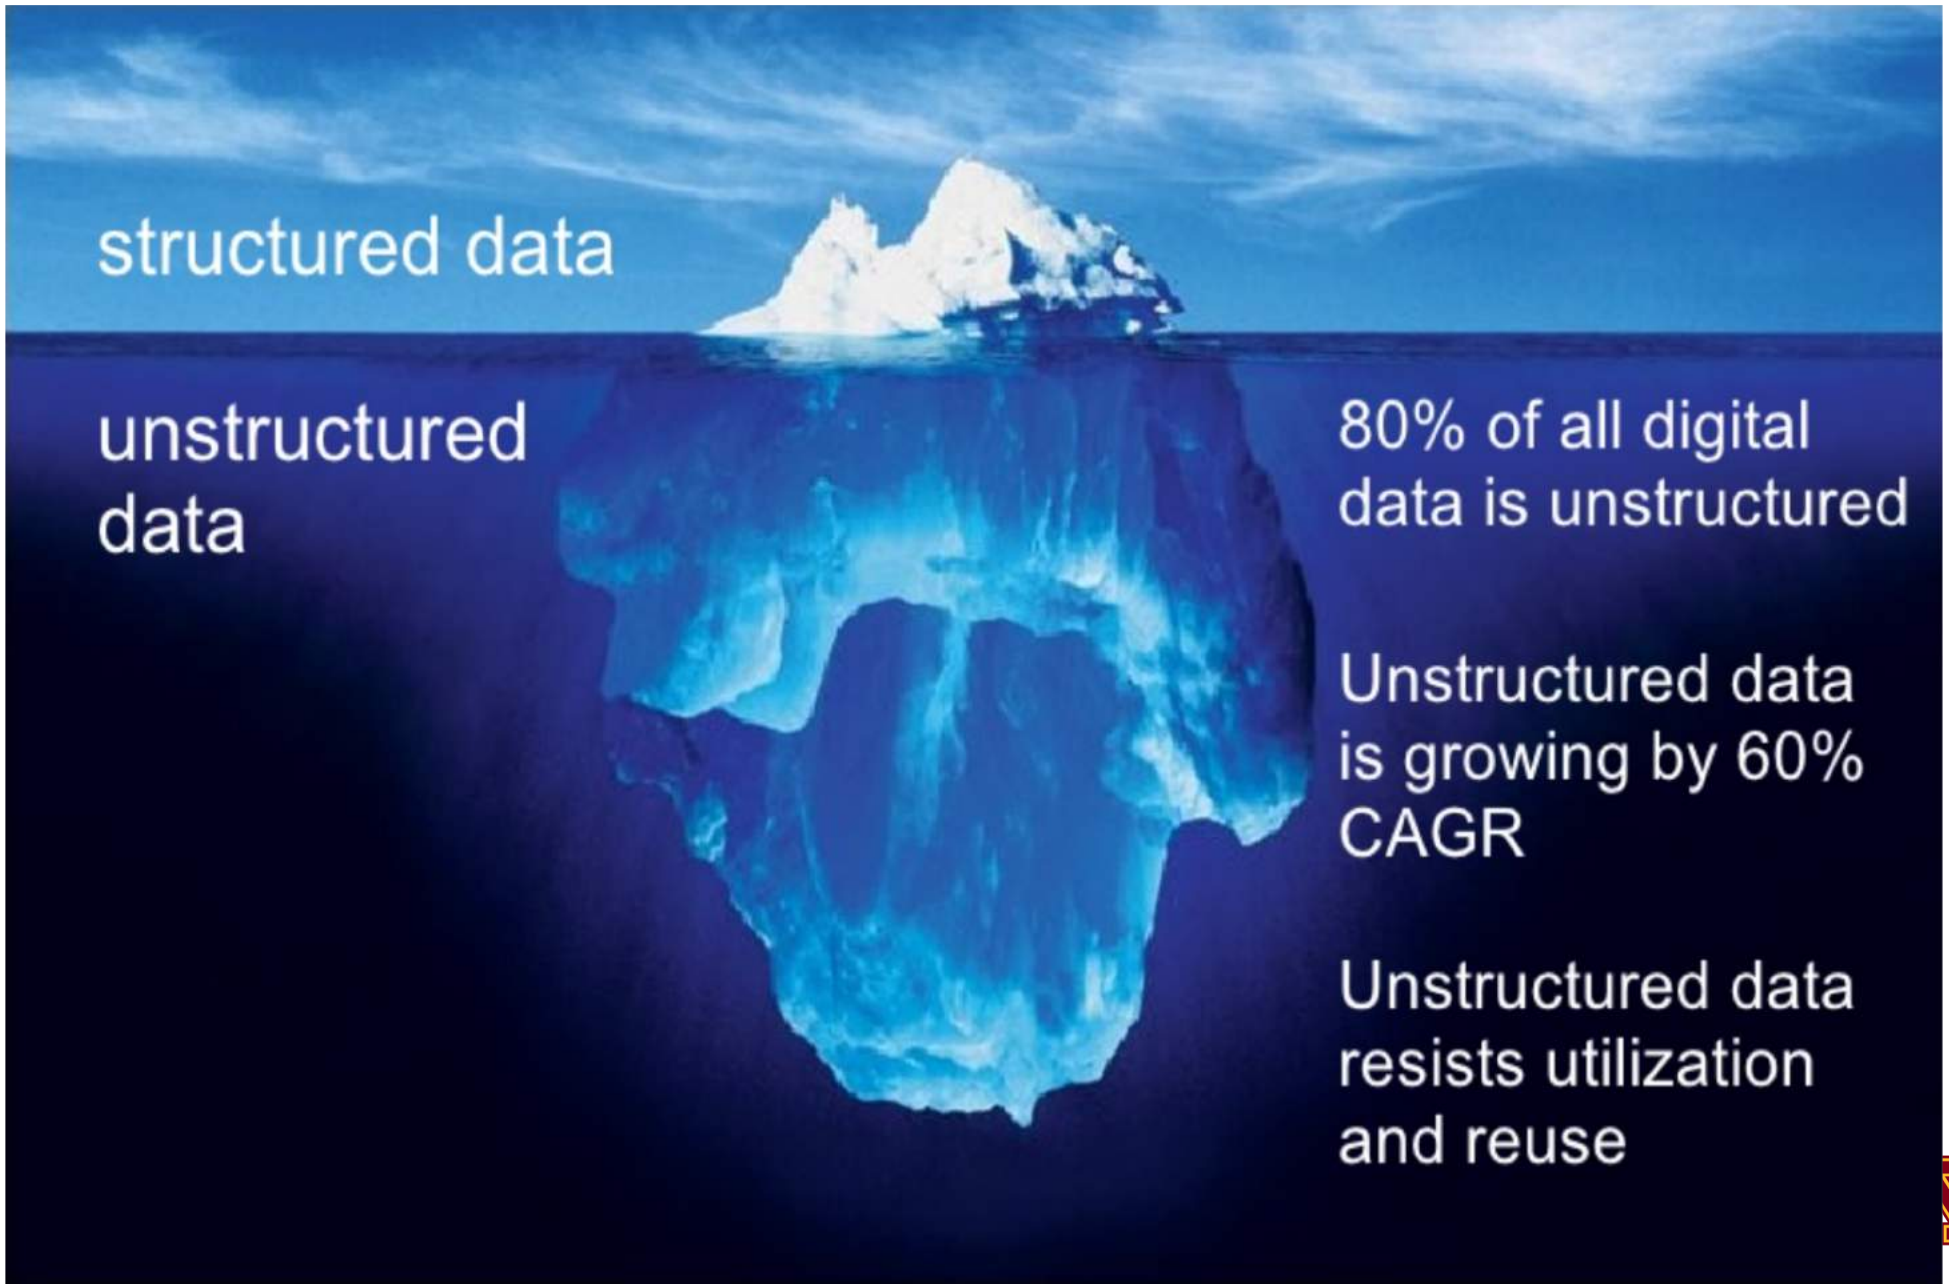 structured data
unstructured
data
80% of all digital
data is unstructured
Unstructured data
is growing by 60%
CAGR
Unstructured data
resists utilization
and reuse